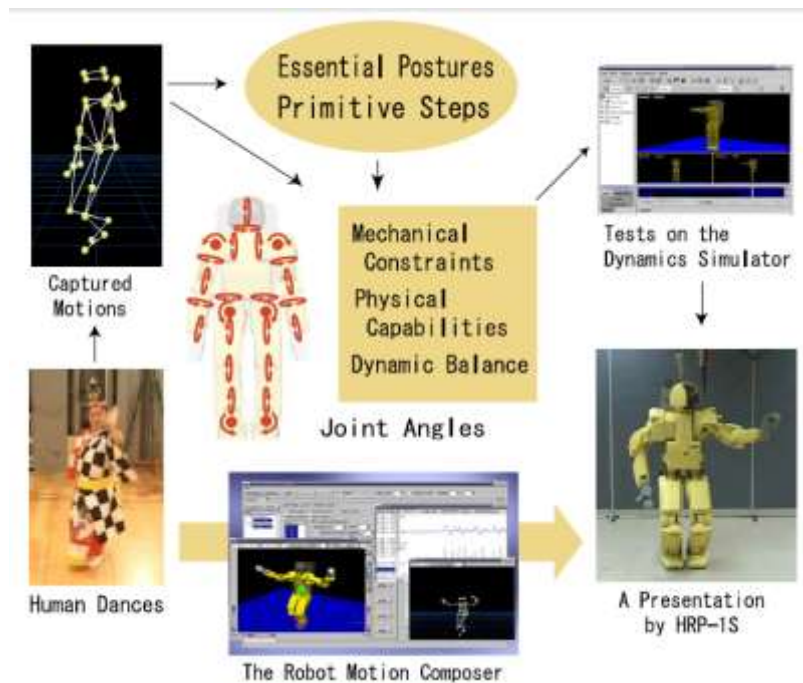 Essential Postures
Primitive Steps
Captured
Motions
Mechanical
Constraints
Physical
Capabilities
Dynamic Balance
Joint Angles
Tests on the
Dynamics Simulator
Human Dances
The Robot Motion Composer
A Presentation
by HRP-1S